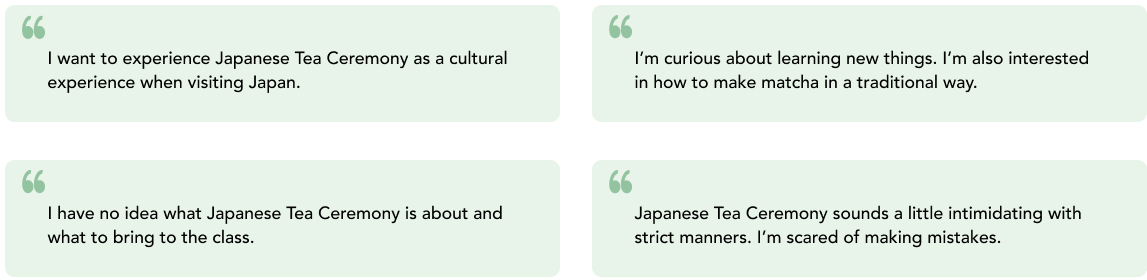 I want to experience Japanese Tea Ceremony as a cultural
experience when visiting Japan.
I’m curious about learning new things. I’m also interested
in how to make matcha in a traditional way.
I have no idea what Japanese Tea Ceremony is about and
what to bring to the class.
Japanese Tea Ceremony sounds a little intimidating with
strict manners. I’m scared of making mistakes.